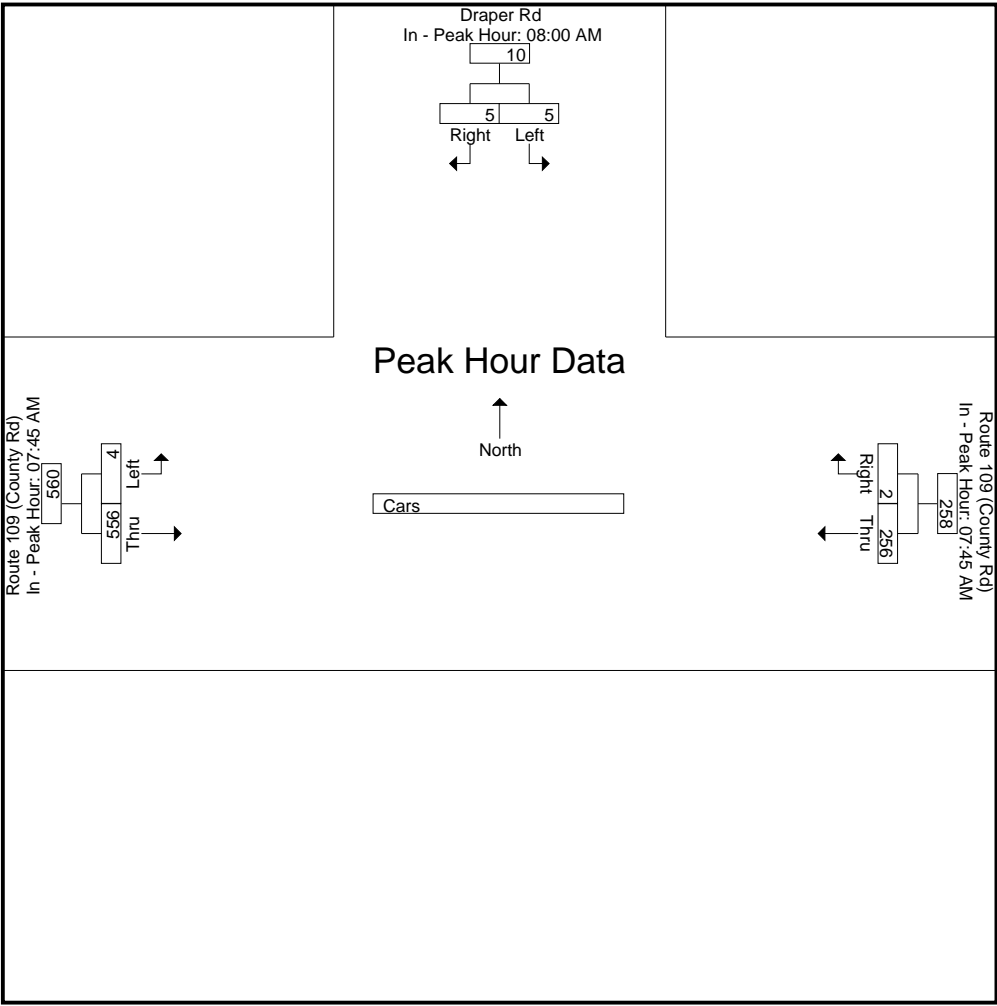 Draper Rd
In - Peak Hour: 08:00 AM
10
5 5
Right Left
Peak Hour Data
North
Cars
Route 109 (County Rd)
In - Peak Hour: 07:45 AM
560
4 556
Left Thru
Route 109 (County Rd)
In - Peak Hour: 07:45 AM
258
2 256
Right Thru